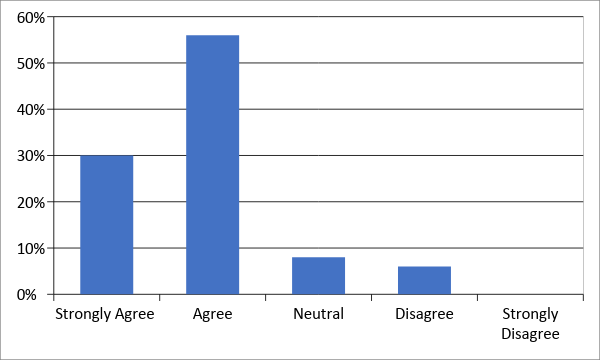 60%
50%
40%
30%
20%
10%
0%
Strongly Agree
Agree
Neutral
Disagree
Strongly
Disagree